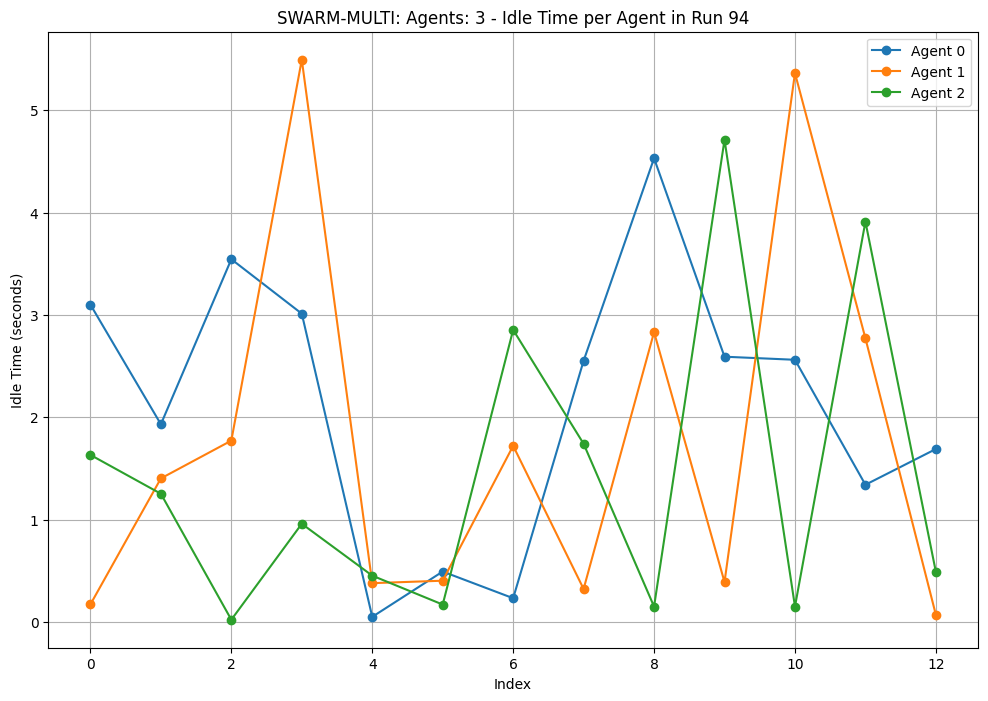 SWARM-MULTI: Agents: 3 - Idle Time per Agent in Run 94
Agent 0
Agent 1
Agent 2
Idle Time (seconds)
5
4
3
2
1
0
0 2 4 6 8 10 12
Index